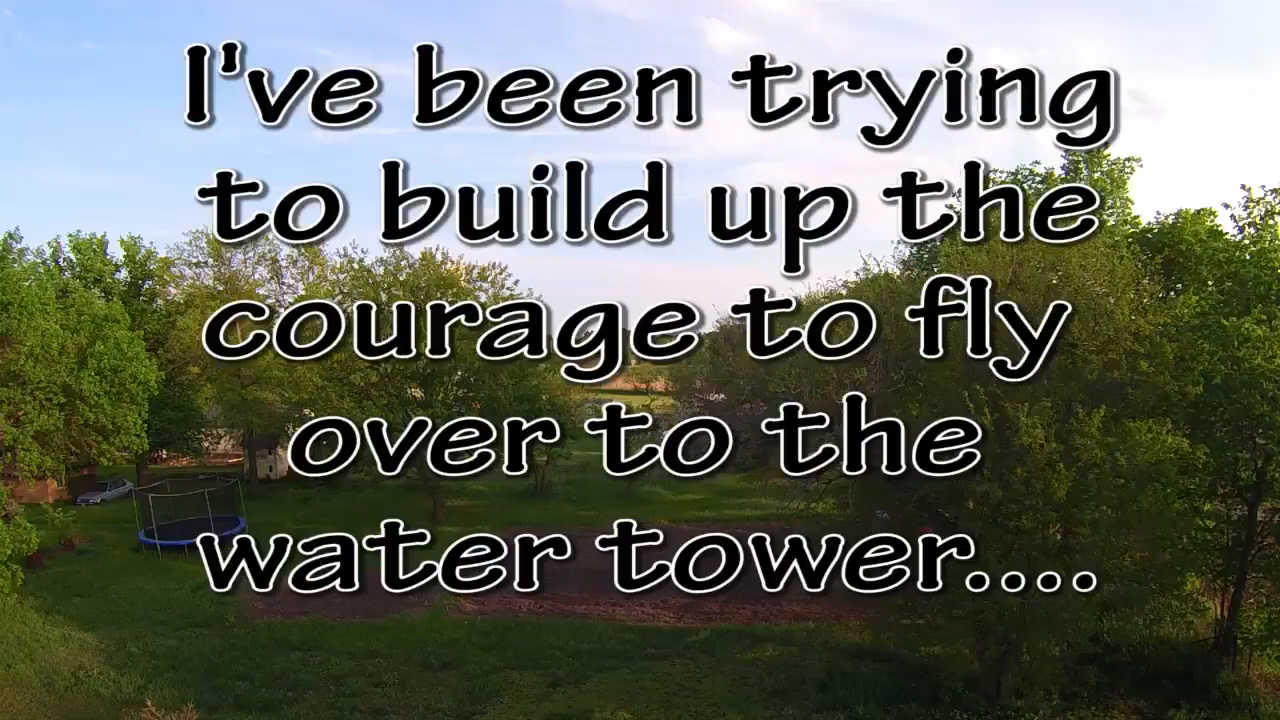 I've been trying
to build up the
courage to fly
over to the
water tower....